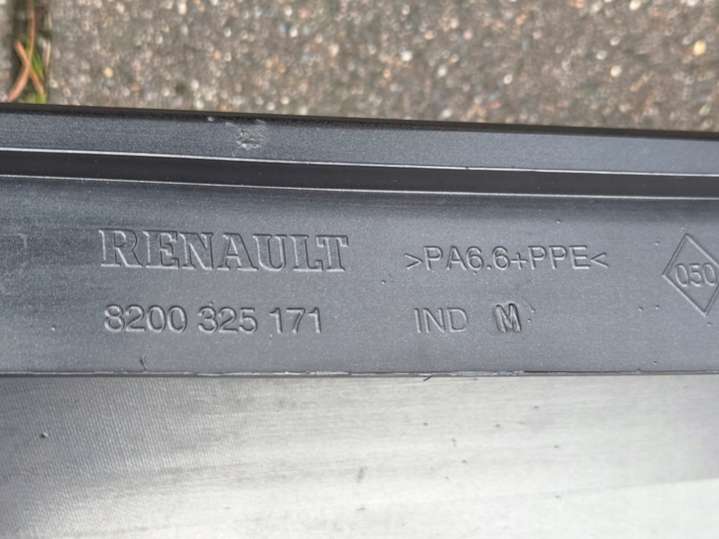 RENAULT >PA6.6+PPE< 050
8200 325 171 IND M